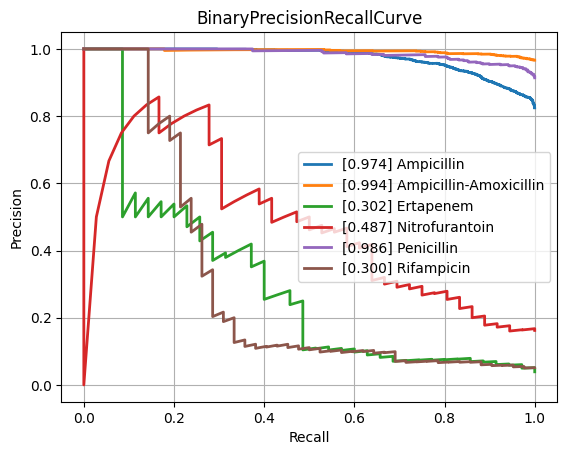 BinaryPrecisionRecallCurve
Precision
1.0
0.8
0.6
0.4
0.2
0.0
[0.974] Ampicillin
[0.994] Ampicillin-Amoxicillin
[0.302] Ertapenem
[0.487] Nitrofurantoin
[0.986] Penicillin
[0.300] Rifampicin
0.0 0.2 0.4 0.6 0.8 1.0
Recall